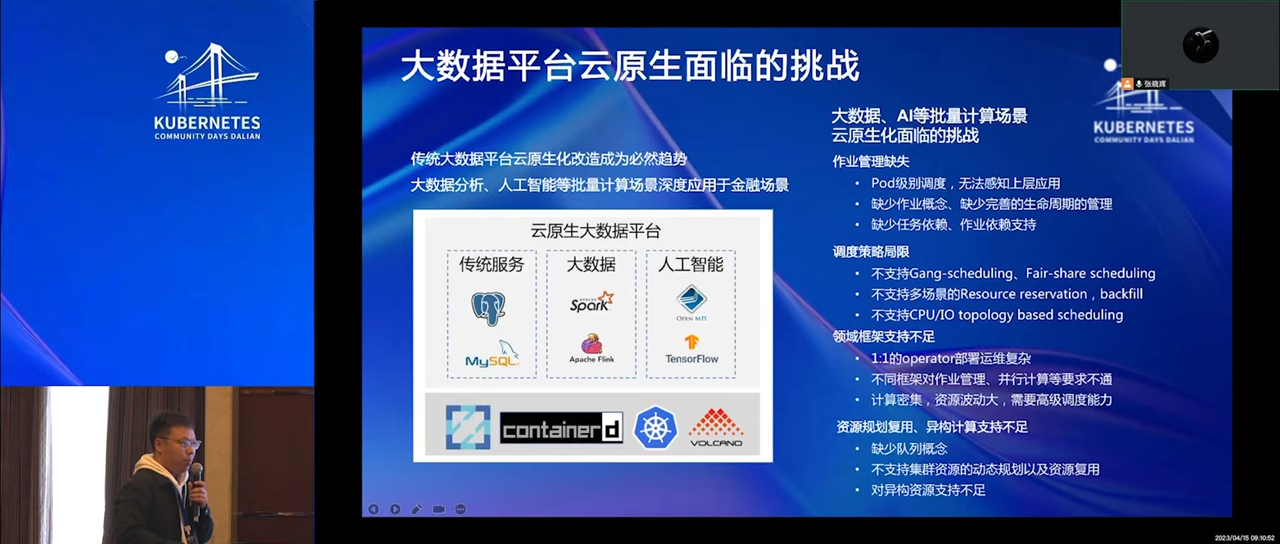 KUBERNETES
COMMUNITY DAYS DALIAN
大数据平台云原生面临的挑战
张晓辉
KUBERNETES
COMMUNITY DAYS DALIAN
传统大数据平台云原生化改造成为必然趋势
大数据分析、人工智能等批量计算场景深度应用于金融场景
云原生大数据平台
传统服务
大数据
人工智能
APACHE
Spark
OPEN MPI
MySQL
Apache Flink
TensorFlow
containerd
VOLCANO
大数据、AI等批量计算场景
云原生化面临的挑战
作业管理缺失
• Pod级别调度，无法感知上层应用
• 缺少作业概念、缺少完善的生命周期的管理
• 缺少任务依赖、作业依赖支持
调度策略局限
• 不支持Gang-scheduling、Fair-share scheduling
• 不支持多场景的Resource reservation，backfill
• 不支持CPU/IO topology based scheduling
领域框架支持不足
• 1:1的operator部署运维复杂
• 不同框架对作业管理、并行计算等要求不通
• 计算密集，资源波动大，需要高级调度能力
资源规划复用、异构计算支持不足
• 缺少队列概念
• 不支持集群资源的动态规划以及资源复用
• 对异构资源支持不足
2023/04/15 09:10:52